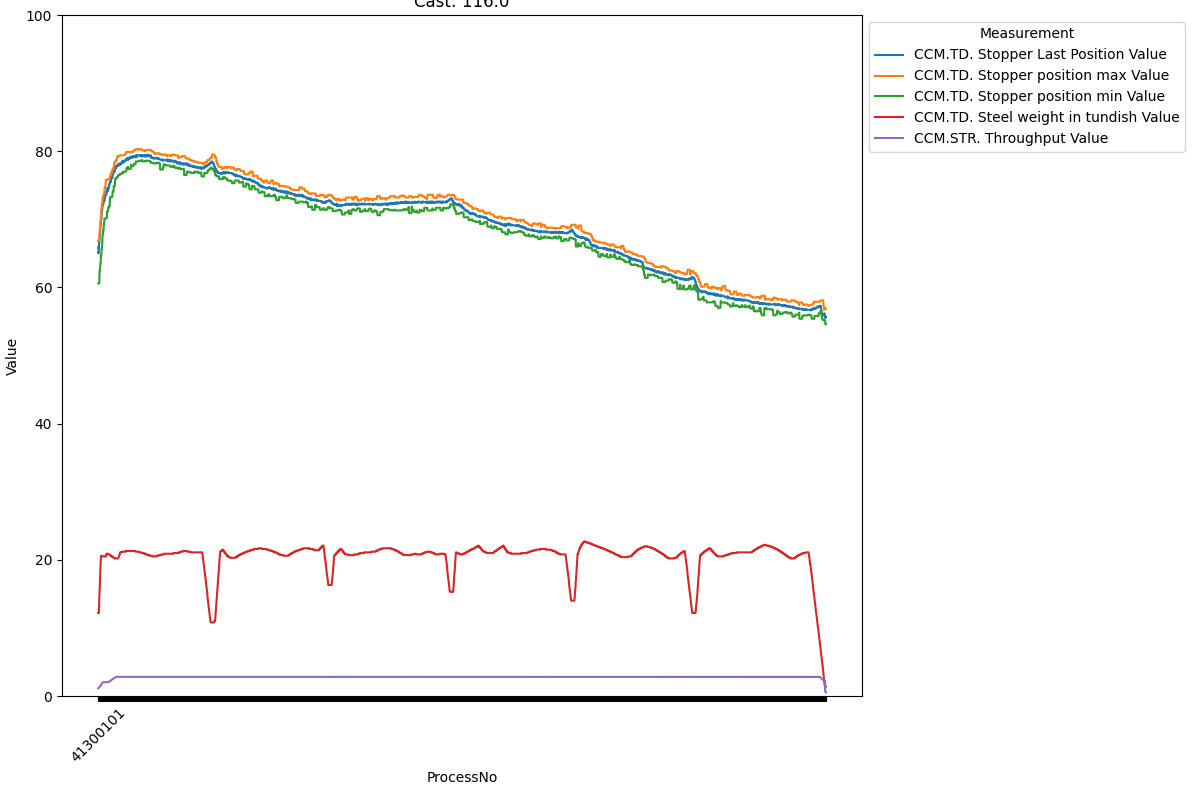 Cast: 116.0
Measurement
CCM.TD. Stopper Last Position Value
CCM.TD. Stopper position max Value
CCM.TD. Stopper position min Value
CCM.TD. Steel weight in tundish Value
CCM.STR. Throughput Value
Value
100
80
60
40
20
0
41300101
ProcessNo